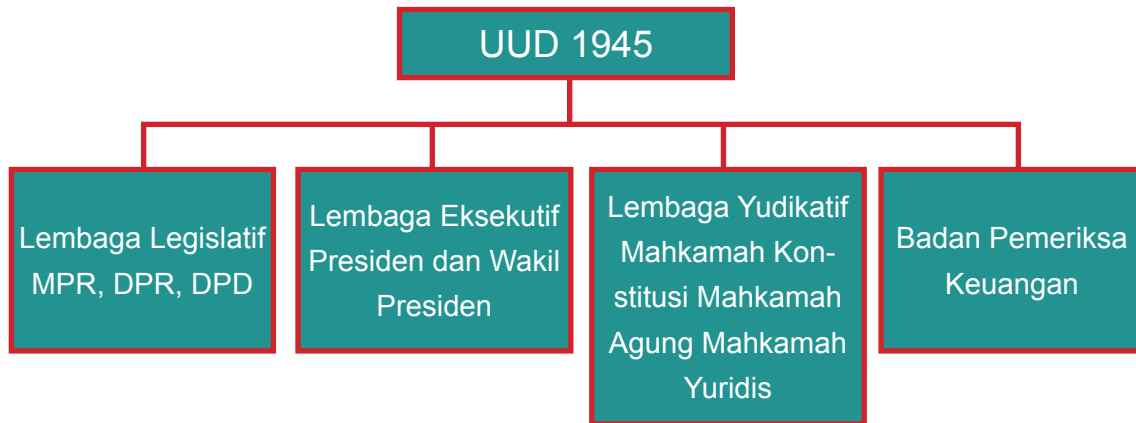 UUD 1945
Lembaga Legislatif
MPR, DPR, DPD
Lembaga Eksekutif
Presiden dan Wakil
Presiden
Lembaga Yudikatif
Mahkamah Kon-
stitusi Mahkamah
Agung Mahkamah
Yuridis
Badan Pemeriksa
Keuangan